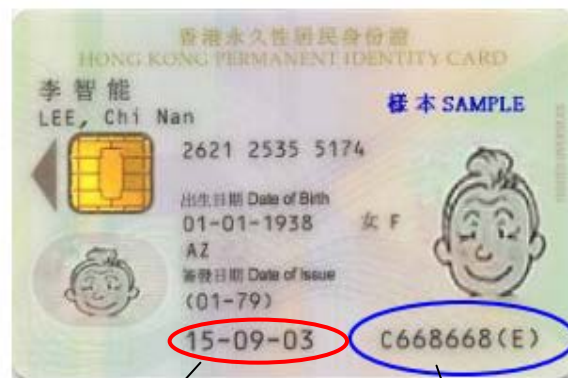 香港永久性居民身份證
HONG KONG PERMANENT IDENTITY CARD
李智能
LEE, Chi Nan
樣本 SAMPLE
2621 2535 5174
出生日期 Date of Birth
01-01-1938 女 F
AZ
簽發日期 Date of Issue
(01-79)
15-09-03 C668668(E)